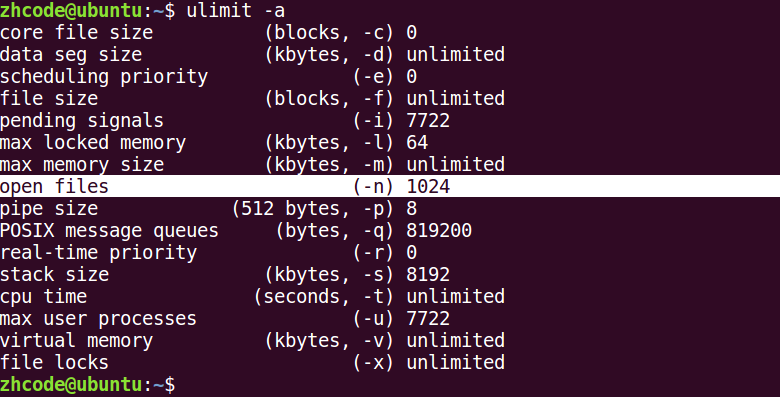 zhcode@ubuntu:~$ ulimit -a
core file size          (blocks, -c) 0
data seg size           (kbytes, -d) unlimited
scheduling priority             (-e) 0
file size               (blocks, -f) unlimited
pending signals                 (-i) 7722
max locked memory       (kbytes, -l) 64
max memory size         (kbytes, -m) unlimited
open files                      (-n) 1024
pipe size            (512 bytes, -p) 8
POSIX message queues     (bytes, -q) 819200
real-time priority              (-r) 0
stack size              (kbytes, -s) 8192
cpu time               (seconds, -t) unlimited
max user processes              (-u) 7722
virtual memory          (kbytes, -v) unlimited
file locks                      (-x) unlimited
zhcode@ubuntu:~$